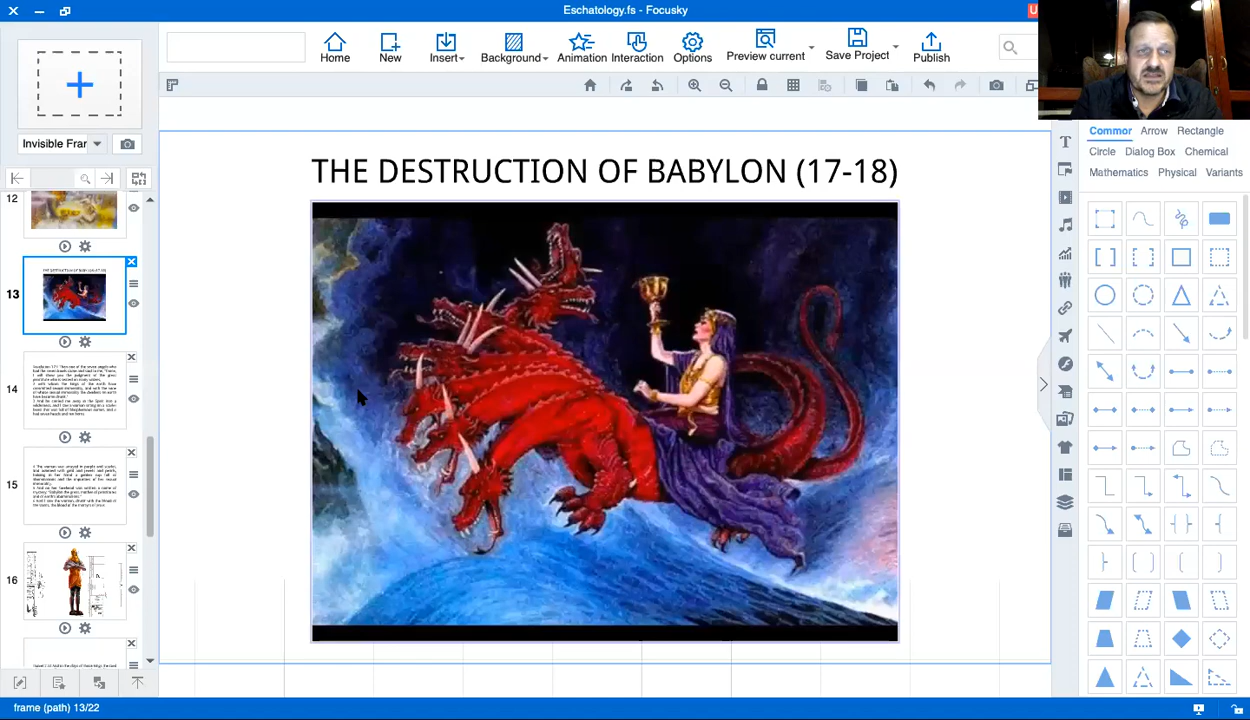 Eschatology.fs - Focusky
Home
New
Insert
Background
Animation
Interaction
Options
Preview current
Save Project
Publish
Invisible Frar
Commor
Arrow
Rectangle
Circle
Dialog Box
Chemical
Mathematics
Physical
Variants
THE DESTRUCTION OF BABYLON (17-18)
12
13
14
15
16
frame (path) 13/22